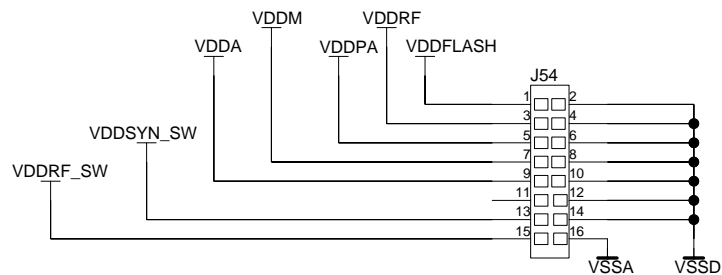 VDDM
VDDRF
VDDA
VDDPA
VDDFLASH
J54
1 2
3 4
VDDSYN_SW
5 6
7 8
VDDRF_SW
9 10
11 12
13 14
15 16
VSSA
VSSD